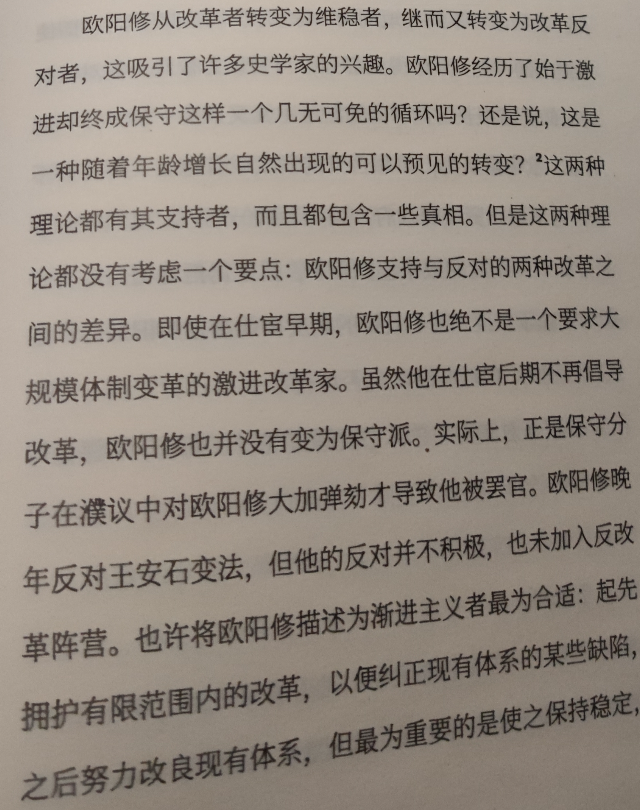 欧阳修从改革者转变为维稳者，继而又转变为改革反
对者，这吸引了许多史学家的兴趣。欧阳修经历了始于激
进却终成保守这样一个几无可免的循环吗？还是说，这是
一种随着年龄增长自然出现的可以预见的转变？²这两种
理论都有其支持者，而且都包含一些真相。但是这两种理
论都没有考虑一个要点：欧阳修支持与反对的两种改革之
间的差异。即使在仕宦早期，欧阳修也绝不是一个要求大
规模体制变革的激进改革家。虽然他在仕宦后期不再倡导
改革，欧阳修也并没有变为保守派。实际上，正是保守分
子在濮议中对欧阳修大加弹劾才导致他被罢官。欧阳修晚
年反对王安石变法，但他的反对并不积极，也未加入反改
革阵营。也许将欧阳修描述为渐进主义者最为合适：起先
拥护有限范围内的改革，以便纠正现有体系的某些缺陷，
之后努力改良现有体系，但最为重要的是使之保持稳定，